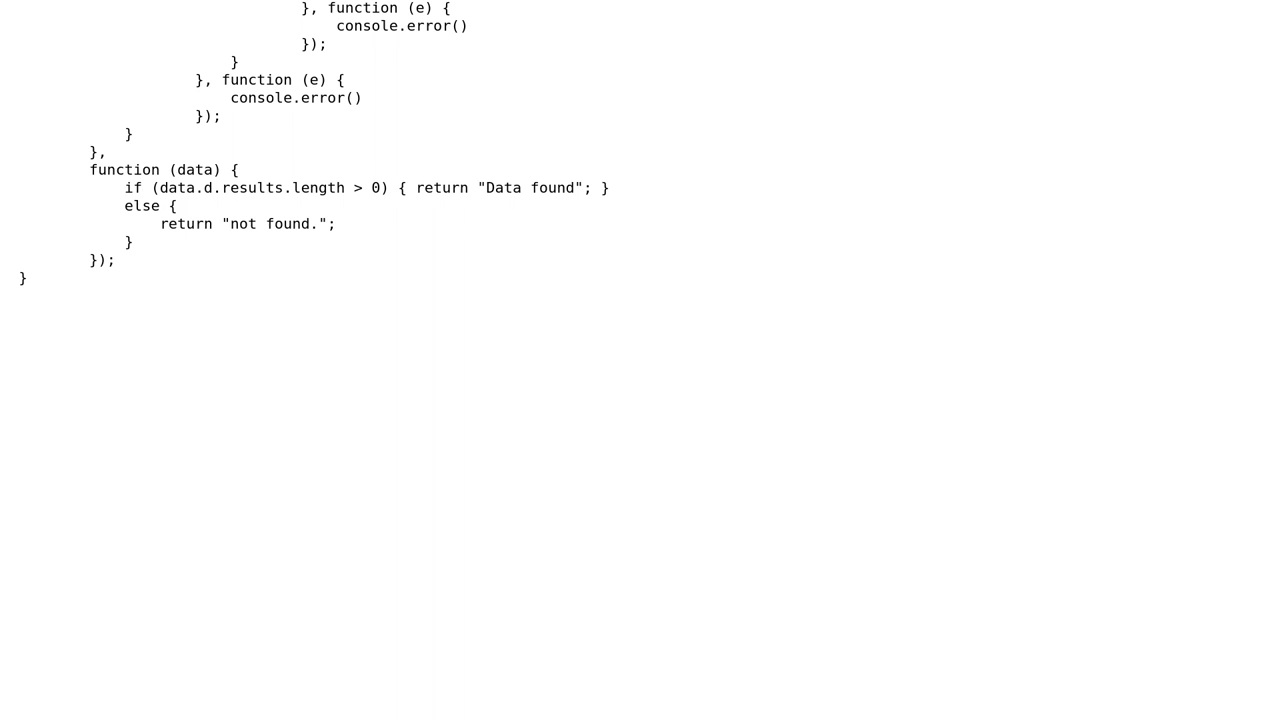 }, function (e) {
console.error()
});
}
}, function (e) {
console.error()
});
}
},
function (data) {
if (data.d.results.length > 0) { return "Data found"; }
else {
return "not found.";
}
});
}